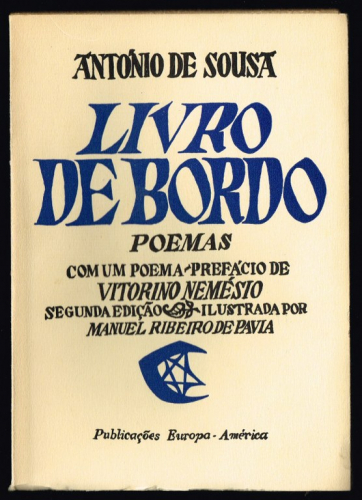 ANTÓNIO DE SOUSA
LIVRO
DE BORDO
POEMAS
COM UM POEMA-PREFÁCIO DE
VITORINO NEMÉSIO
SEGUNDA EDIÇÃO ILUSTRADA POR
MANUEL RIBEIRO DE PAVIA
Publicações Europa-América